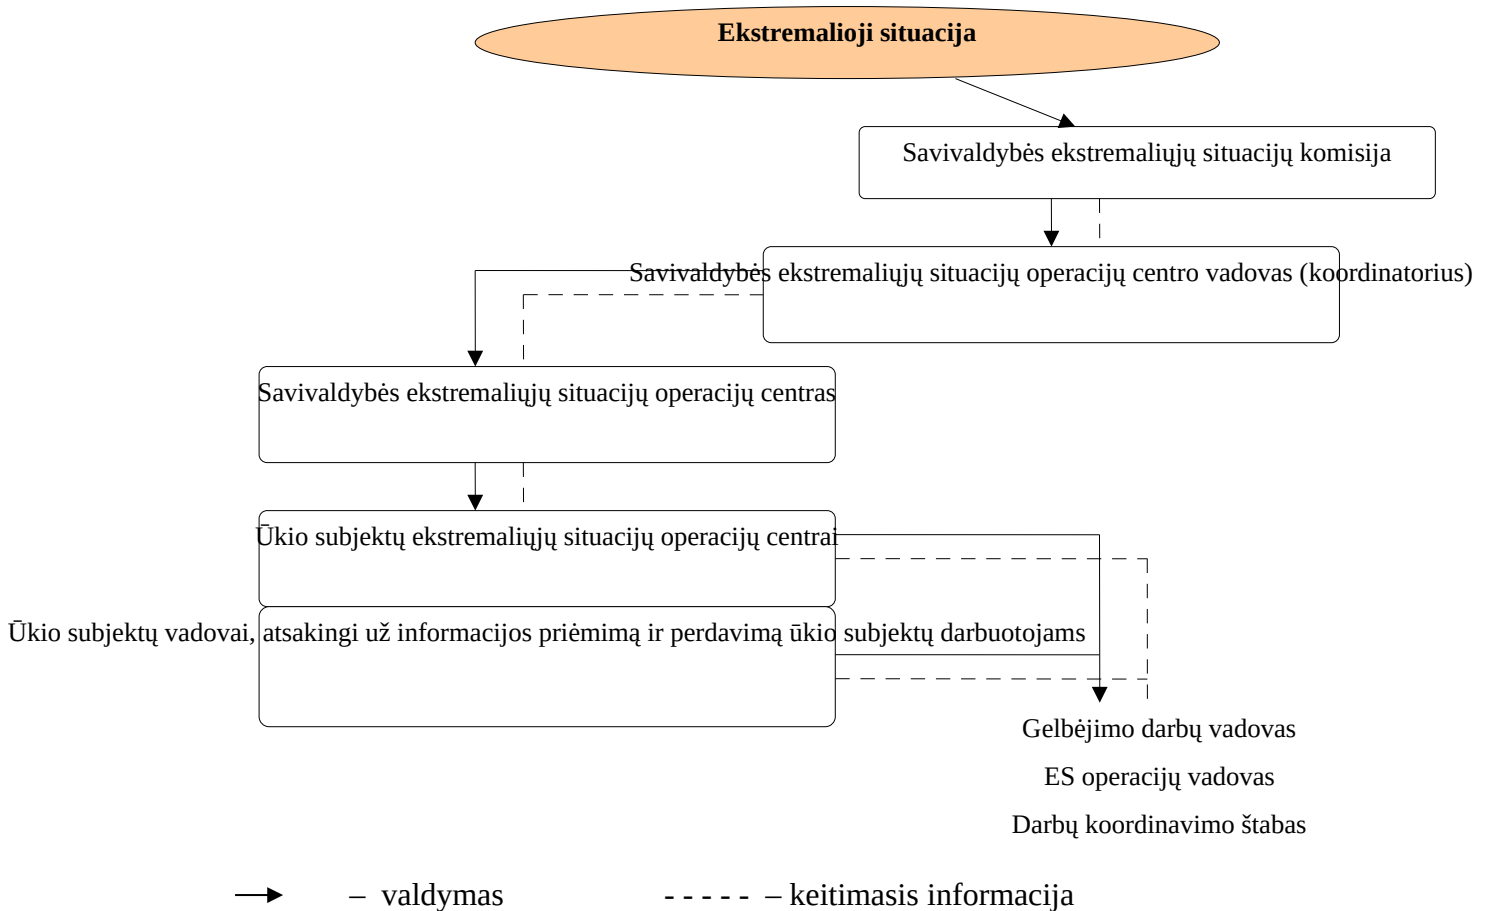 Ekstremalioji situacija
Savivaldybės ekstremaliųjų situacijų komisija
Savivaldybės ekstremaliųjų situacijų operacijų centro vadovas (koordinatorius)
Savivaldybės ekstremaliųjų situacijų operacijų centras
Ūkio subjektų ekstremaliųjų situacijų operacijų centrai
Ūkio subjektų vadovai, atsakingi už informacijos priėmimą ir perdavimą ūkio subjektų darbuotojams
Gelbėjimo darbų vadovas
ES operacijų vadovas
Darbų koordinavimo štabas
– valdymas - - - - - – keitimasis informacija